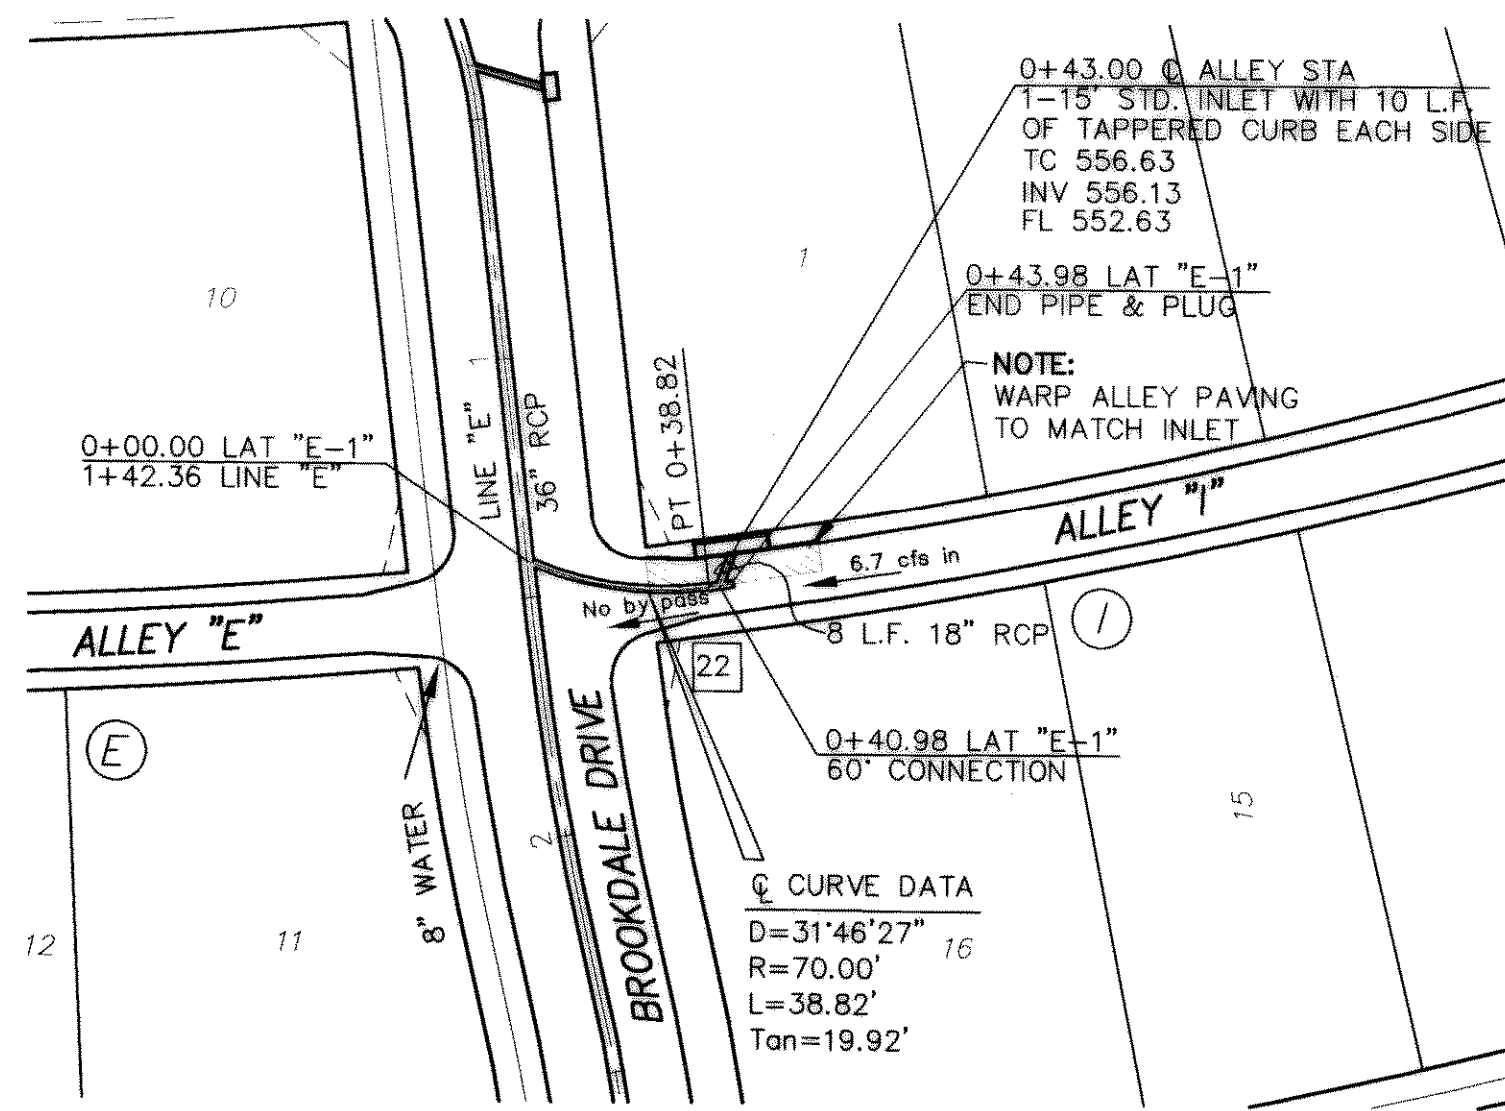 0+43.00 ℄ ALLEY STA
1-15' STD. INLET WITH 10 L.F.
OF TAPPERED CURB EACH SIDE
TC 556.63
INV 556.13
FL 552.63
1
10
0+43.98 LAT "E-1"
END PIPE & PLUG
NOTE:
WARP ALLEY PAVING
TO MATCH INLET
1
LINE "E"
36" RCP
PT 0+38.82
0+00.00 LAT "E-1"
1+42.36 LINE "E"
ALLEY "I"
6.7 cfs in
No by pass
ALLEY "E"
8 L.F. 18" RCP
I
22
E
0+40.98 LAT "E-1"
60° CONNECTION
BROOKDALE DRIVE
8" WATER
2
15
℄ CURVE DATA
D=31°46'27"
R=70.00'
L=38.82'
Tan=19.92'
16
12
11